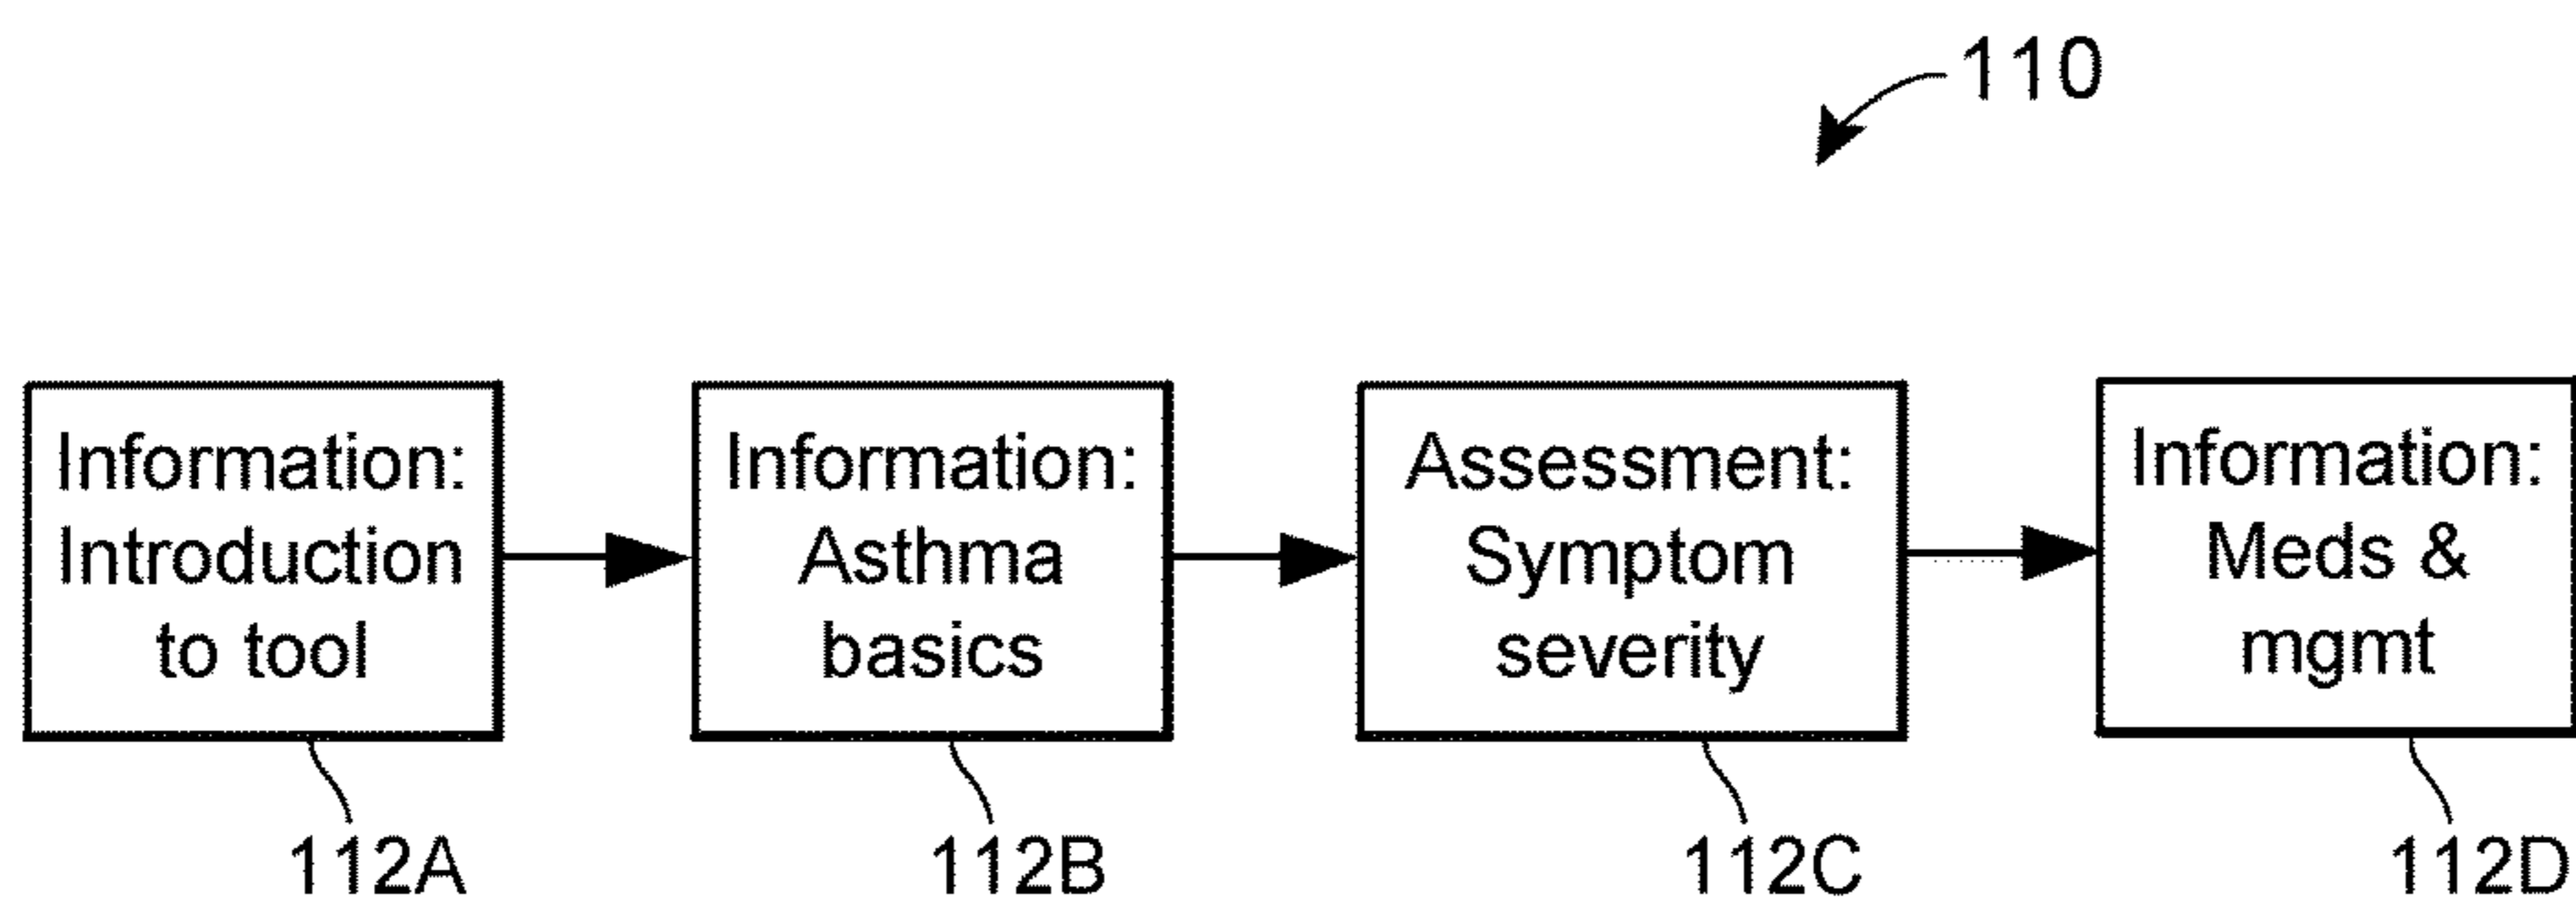 110
Information:
Introduction
to tool
Information:
Asthma
basics
Assessment:
Symptom
severity
Information:
Meds &
mgmt
112A
112B
112C
112D